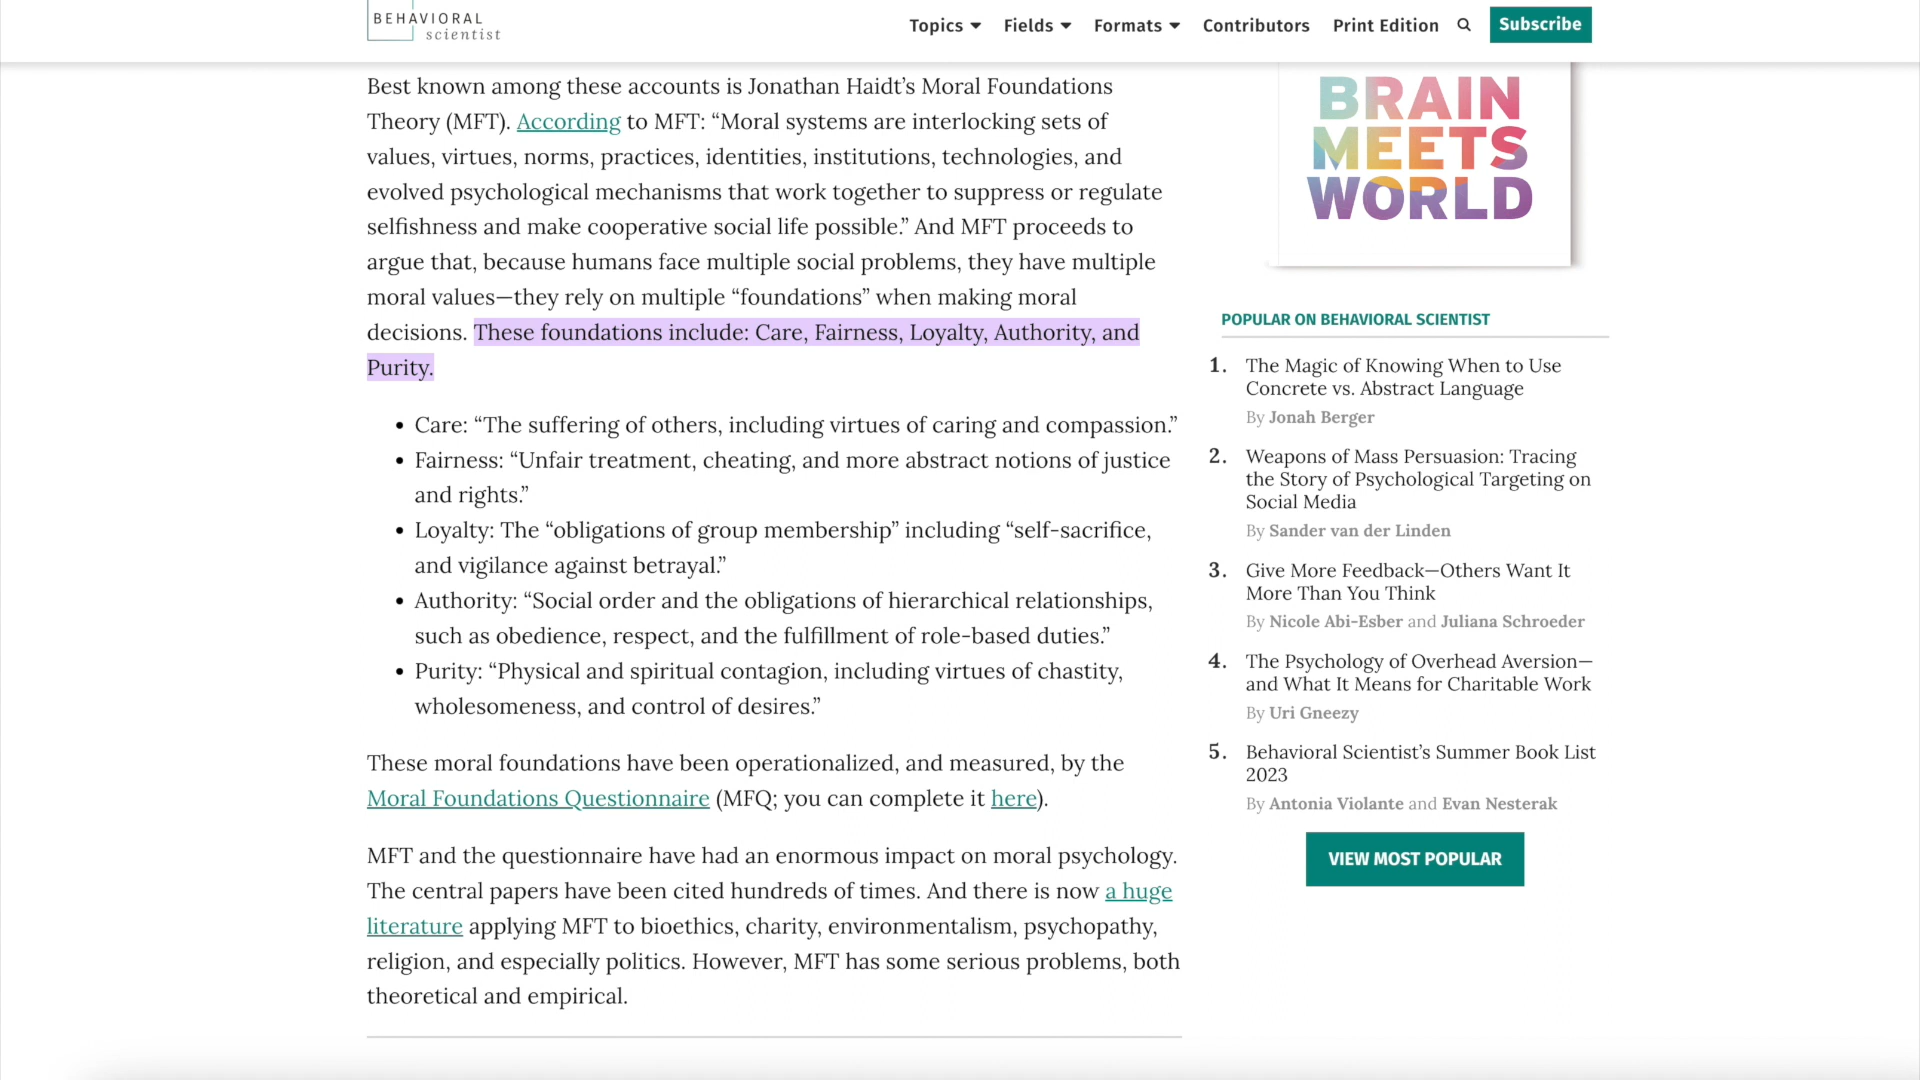 BEHAVIORAL
scientist
Topics
Fields
Formats
Contributors
Print Edition
Subscribe
Best known among these accounts is Jonathan Haidt’s Moral Foundations
Theory (MFT). According to MFT: “Moral systems are interlocking sets of
values, virtues, norms, practices, identities, institutions, technologies, and
evolved psychological mechanisms that work together to suppress or regulate
selfishness and make cooperative social life possible.” And MFT proceeds to
argue that, because humans face multiple social problems, they have multiple
moral values—they rely on multiple “foundations” when making moral
decisions. These foundations include: Care, Fairness, Loyalty, Authority, and
Purity.
• Care: “The suffering of others, including virtues of caring and compassion.”
• Fairness: “Unfair treatment, cheating, and more abstract notions of justice
and rights.”
• Loyalty: The “obligations of group membership” including “self-sacrifice,
and vigilance against betrayal.”
• Authority: “Social order and the obligations of hierarchical relationships,
such as obedience, respect, and the fulfillment of role-based duties.”
• Purity: “Physical and spiritual contagion, including virtues of chastity,
wholesomeness, and control of desires.”
These moral foundations have been operationalized, and measured, by the
Moral Foundations Questionnaire (MFQ; you can complete it here).
MFT and the questionnaire have had an enormous impact on moral psychology.
The central papers have been cited hundreds of times. And there is now a huge
literature applying MFT to bioethics, charity, environmentalism, psychopathy,
religion, and especially politics. However, MFT has some serious problems, both
theoretical and empirical.
BRAIN
MEETS
WORLD
POPULAR ON BEHAVIORAL SCIENTIST
1. The Magic of Knowing When to Use
Concrete vs. Abstract Language
By Jonah Berger
2. Weapons of Mass Persuasion: Tracing
the Story of Psychological Targeting on
Social Media
By Sander van der Linden
3. Give More Feedback—Others Want It
More Than You Think
By Nicole Abi-Esber and Juliana Schroeder
4. The Psychology of Overhead Aversion—
and What It Means for Charitable Work
By Uri Gneezy
5. Behavioral Scientist’s Summer Book List
2023
By Antonia Violante and Evan Nesterak
VIEW MOST POPULAR